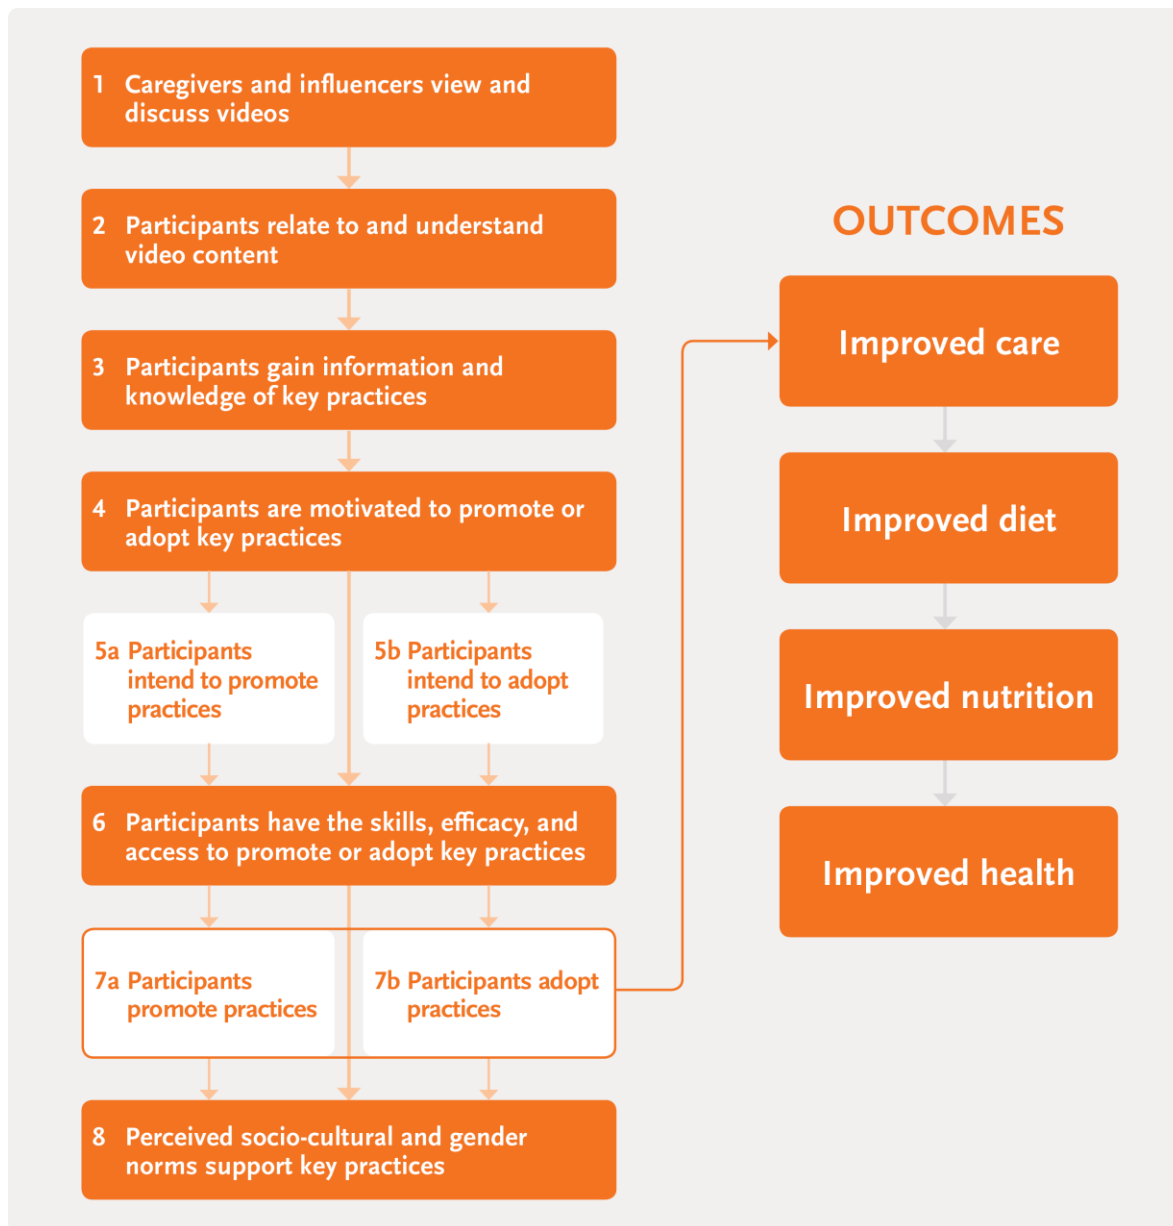 1 Caregivers and influencers view and
discuss videos
2 Participants relate to and understand
video content
3 Participants gain information and
knowledge of key practices
4 Participants are motivated to promote or
adopt key practices
5a Participants
intend to promote
practices
5b Participants
intend to adopt
practices
6 Participants have the skills, efficacy, and
access to promote or adopt key practices
7a Participants
promote practices
7b Participants adopt
practices
8 Perceived socio-cultural and gender
norms support key practices
OUTCOMES
Improved care
Improved diet
Improved nutrition
Improved health